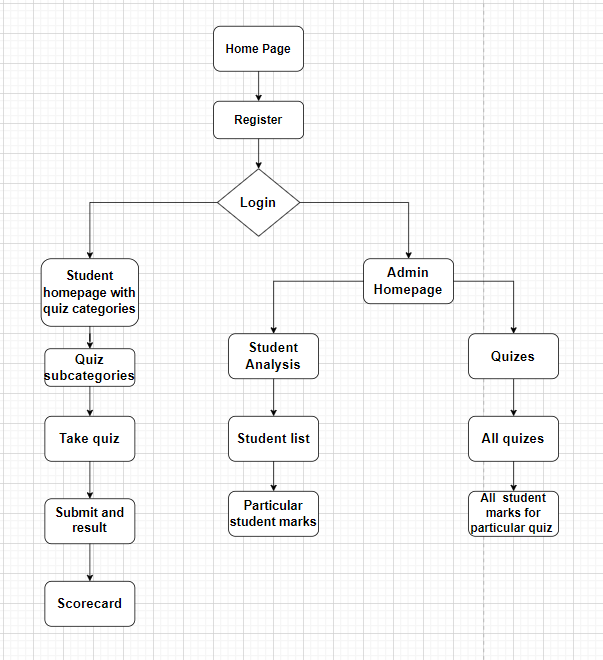 Home Page
Register
Login
Student
homepage with
quiz categories
Admin
Homepage
Quiz
subcategories
Student
Analysis
Quizes
Take quiz
Student list
All quizes
Submit and
result
Particular
student marks
All  student
marks for
particular quiz
Scorecard